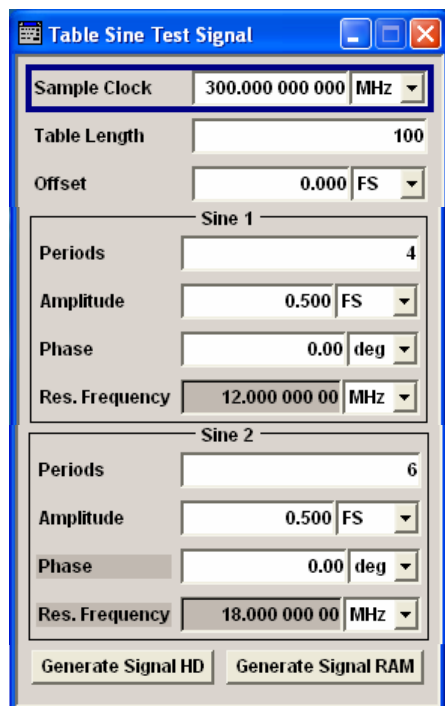 Table Sine Test Signal
Sample Clock 300.000 000 000 MHz
Table Length 100
Offset 0.000 FS
Sine 1
Periods 4
Amplitude 0.500 FS
Phase 0.00 deg
Res. Frequency 12.000 000 00 MHz
Sine 2
Periods 6
Amplitude 0.500 FS
Phase 0.00 deg
Res. Frequency 18.000 000 00 MHz
Generate Signal HD Generate Signal RAM